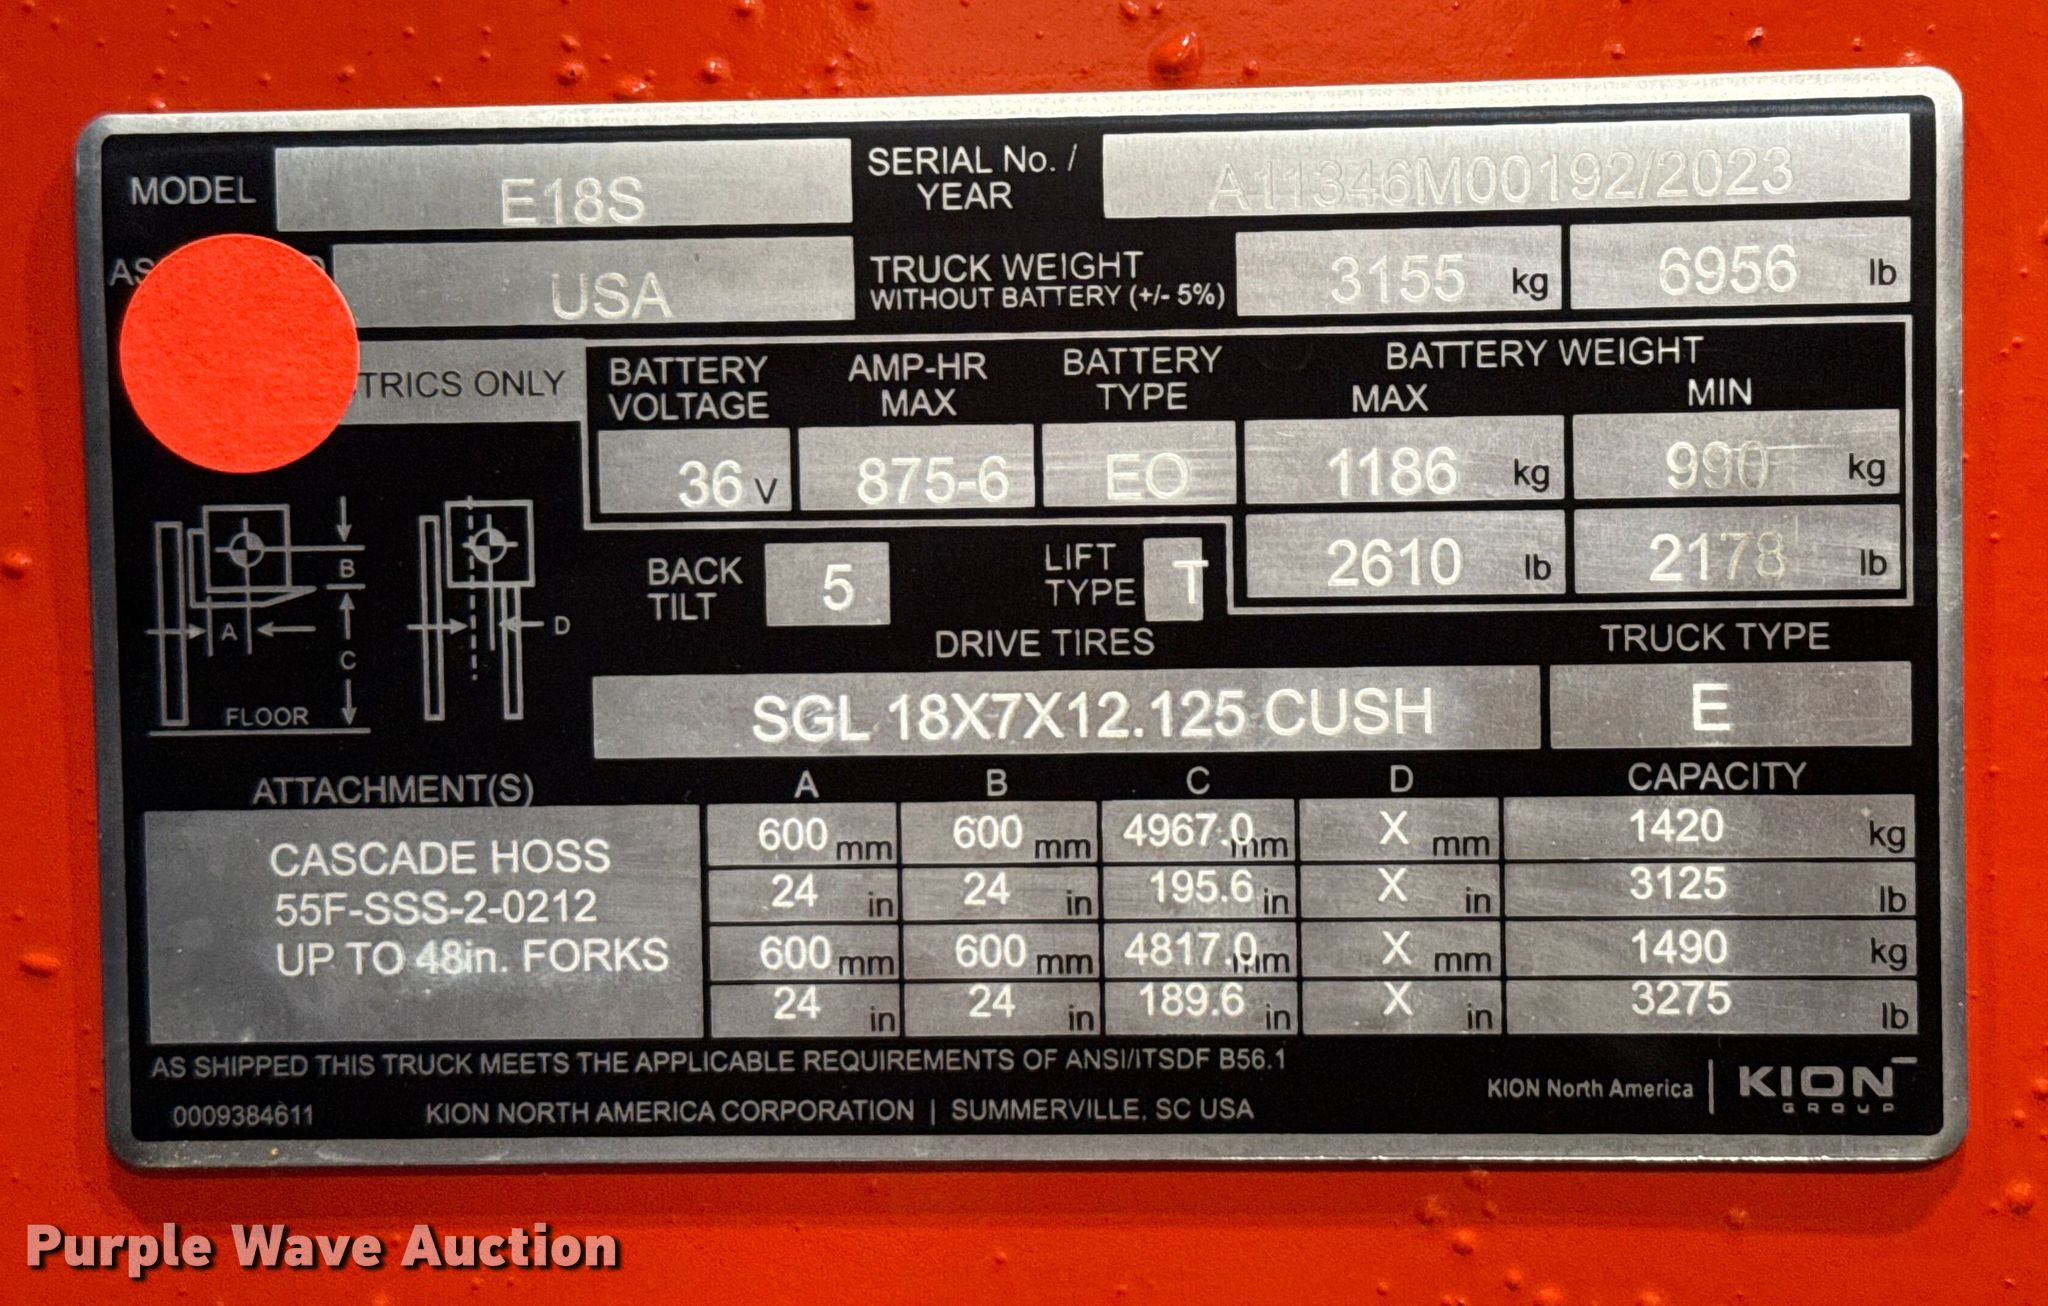 MODEL E18S SERIAL No. / YEAR A11346M00192/2023
USA TRUCK WEIGHT WITHOUT BATTERY (+/- 5%) 3155 kg 6956 lb
TRICS ONLY BATTERY VOLTAGE AMP-HR MAX BATTERY TYPE BATTERY WEIGHT
MAX MIN
36 V 875-6 EO 1186 kg 990 kg
2610 lb 2178 lb
BACK TILT 5 LIFT TYPE T
A B C D FLOOR
DRIVE TIRES TRUCK TYPE
SGL 18X7X12.125 CUSH E
ATTACHMENT(S) A B C D CAPACITY
CASCADE HOSS
55F-SSS-2-0212
UP TO 48in. FORKS
600 mm 600 mm 4967.0 mm X mm 1420 kg
24 in 24 in 195.6 in X in 3125 lb
600 mm 600 mm 4817.0 mm X mm 1490 kg
24 in 24 in 189.6 in X in 3275 lb
AS SHIPPED THIS TRUCK MEETS THE APPLICABLE REQUIREMENTS OF ANSI/ITSDF B56.1
KION North America | KION GROUP
0009384611 KION NORTH AMERICA CORPORATION | SUMMERVILLE, SC USA
Purple Wave Auction